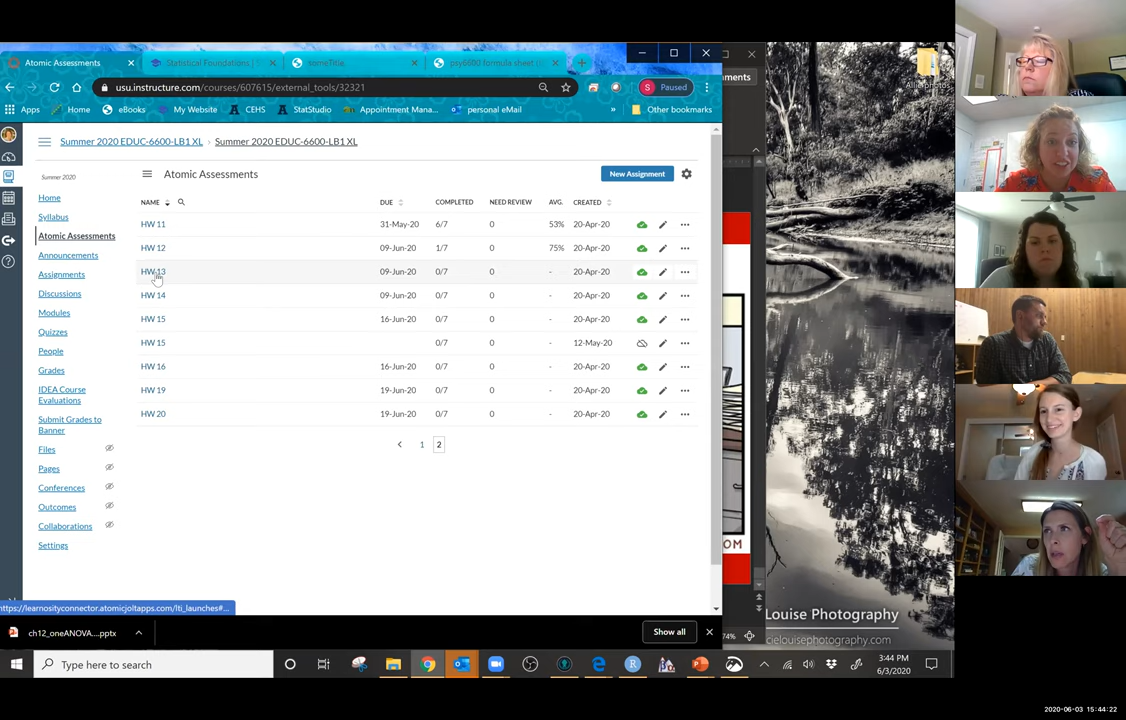 Atomic Assessments
Statistical Foundations | S
someTitle.
psy6600 formula sheet u
usu.instructure.com/courses/607615/external_tools/32321
S Paused
Apps
Home
eBooks
My Website
CEHS
StatStudio
Appointment Mana...
personal eMail
»
Other bookmarks
ments
Summer 2020 EDUC-6600-LB1 XL > Summer 2020 EDUC-6600-LB1 XL
Summer 2020
Home
Syllabus
Atomic Assessments
Announcements
Assignments
Discussions
Modules
Quizzes
People
Grades
IDEA Course
Evaluations
Submit Grades to
Banner
Files
Pages
Conferences
Outcomes
Collaborations
Settings
Atomic Assessments
New Assignment
NAME DUE COMPLETED NEED REVIEW AVG. CREATED
HW 11 31-May-20 6/7 0 53% 20-Apr-20
HW 12 09-Jun-20 1/7 0 75% 20-Apr-20
HW 13 09-Jun-20 0/7 0 - 20-Apr-20
HW 14 09-Jun-20 0/7 0 - 20-Apr-20
HW 15 16-Jun-20 0/7 0 - 20-Apr-20
HW 15 0/7 0 - 12-May-20
HW 16 16-Jun-20 0/7 0 - 20-Apr-20
HW 19 19-Jun-20 0/7 0 - 20-Apr-20
HW 20 19-Jun-20 0/7 0 - 20-Apr-20
< 1 2
OM
https://learnosityconnector.atomicjoltapps.com/lti_launches#...
Louise Photography
cielouisephotography.com
ch12_oneANOVA....pptx
Show all
74%
Type here to search
3:44 PM
6/3/2020
2020-06-03 15:44:22